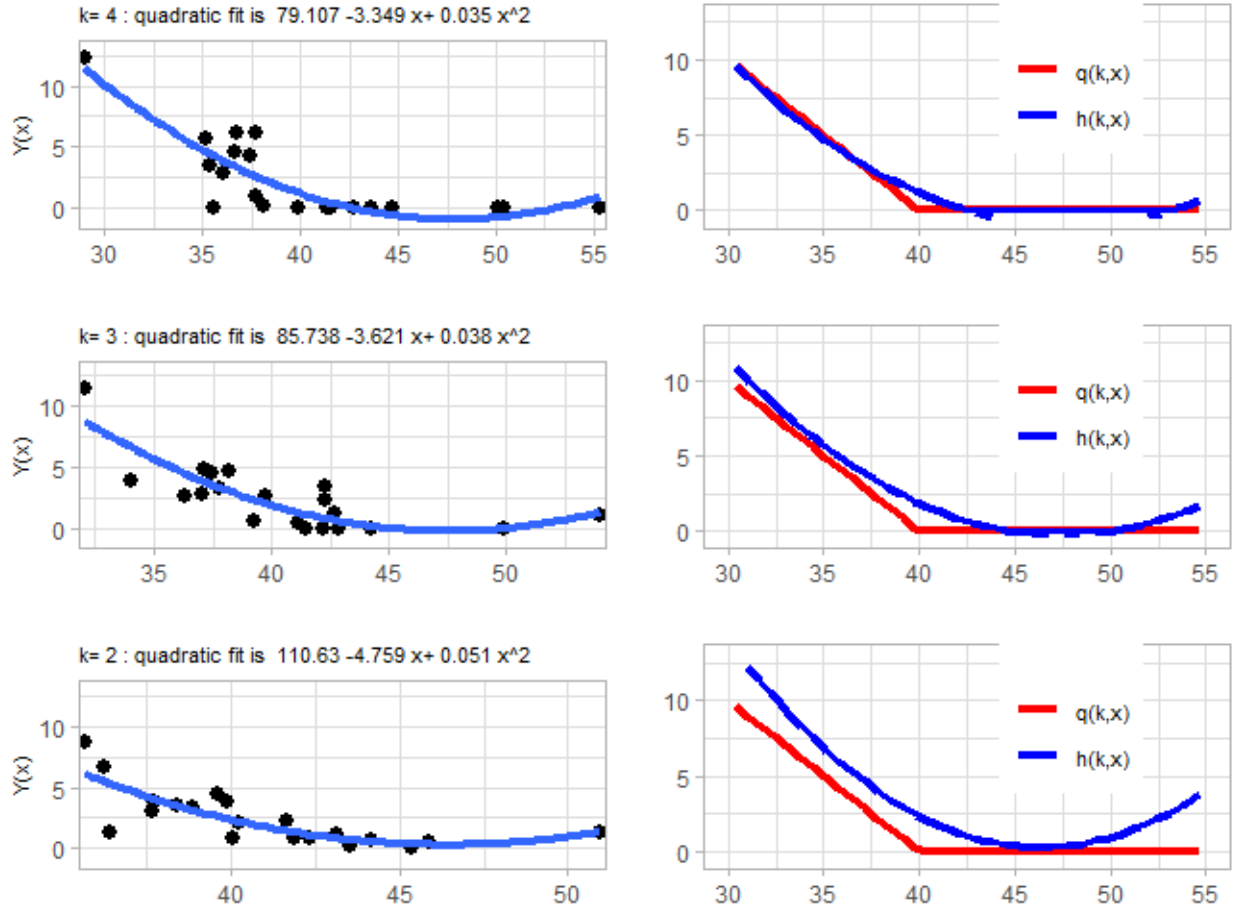 k= 4 : quadratic fit is 79.107 -3.349 x+ 0.035 x^2
Y(x)
10
5
0
30 35 40 45 50 55
10
5
0
q(k,x)
h(k,x)
30 35 40 45 50 55
k= 3 : quadratic fit is 85.738 -3.621 x+ 0.038 x^2
Y(x)
10
5
0
35 40 45 50
10
5
0
q(k,x)
h(k,x)
30 35 40 45 50 55
k= 2 : quadratic fit is 110.63 -4.759 x+ 0.051 x^2
Y(x)
10
5
0
40 45 50
10
5
0
q(k,x)
h(k,x)
30 35 40 45 50 55